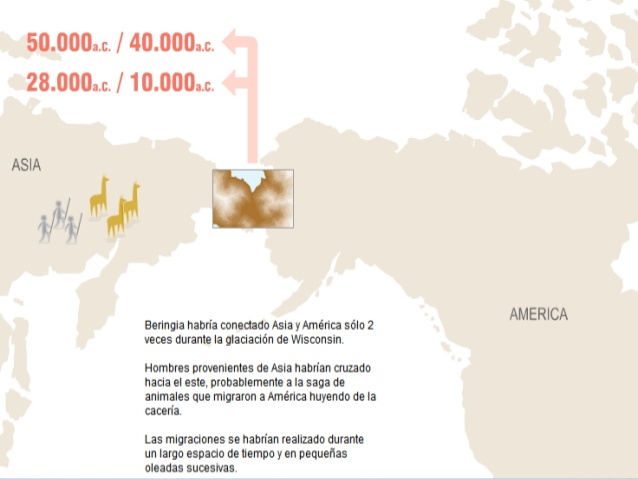 50.000a.c. / 40.000a.c.
28.000a.c. / 10.000a.c.
ASIA
AMERICA
Beringia habría conectado Asia y América sólo 2
veces durante la glaciación de Wisconsin.
Hombres provenientes de Asia habrían cruzado
hacia el este, probablemente a la saga de
animales que migraron a América huyendo de la
cacería.
Las migraciones se habrían realizado durante
un largo espacio de tiempo y en pequeñas
oleadas sucesivas.